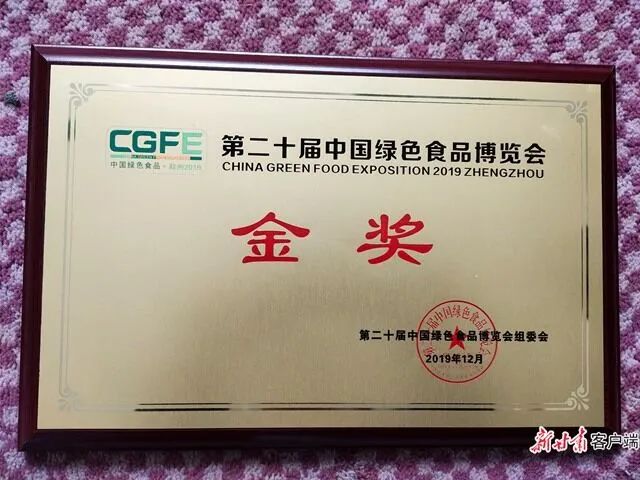 CGFE
中国绿色食品·郑州2019
第二十届中国绿色食品博览会
CHINA GREEN FOOD EXPOSITION 2019 ZHENGZHOU
金奖
第二十届中国绿色食品博览会组委会
2019年12月
新甘肃客户端